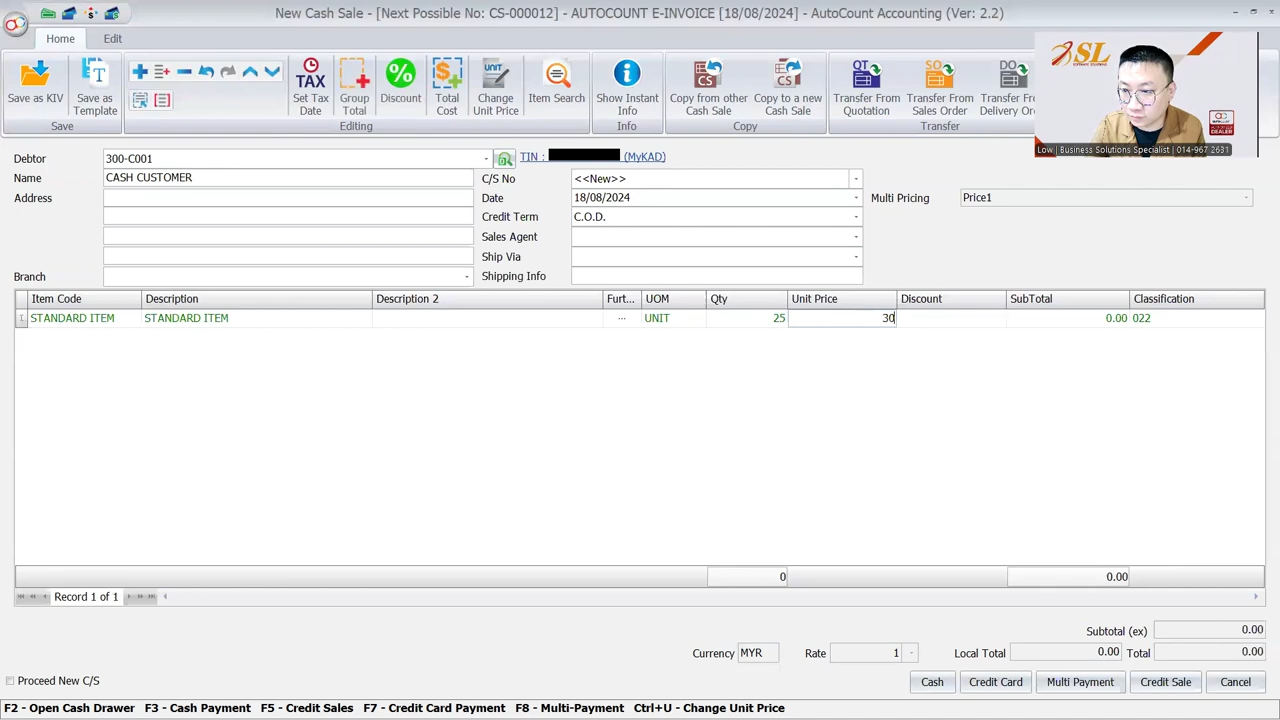 New Cash Sale - [Next Possible No: CS-000012] - AUTOCOUNT E-INVOICE [18/08/2024] - AutoCount Accounting (Ver: 2.2)
Home Edit
Save as KIV
Save as Template
Set Tax Date
Group Total
Discount
Total Cost
Change Unit Price
Item Search
Show Instant Info
Copy from other Cash Sale
Copy to a new Cash Sale
Transfer From Quotation
Transfer From Sales Order
Transfer Fr
Delivery Or
Save Editing Info Copy Transfer
SL
Low | Business Solutions Specialist | 014-967 2631
Debtor 300-C001 TIN : (MyKAD)
Name CASH CUSTOMER C/S No <<New>>
Address Date 18/08/2024 Multi Pricing Price1
Credit Term C.O.D.
Sales Agent
Ship Via
Branch Shipping Info
Item Code Description Description 2 Furt... UOM Qty Unit Price Discount SubTotal Classification
STANDARD ITEM STANDARD ITEM ... UNIT 25 30 0.00 022
0 0.00
Record 1 of 1
Subtotal (ex) 0.00
Currency MYR Rate 1 Local Total 0.00 Total 0.00
Proceed New C/S Cash Credit Card Multi Payment Credit Sale Cancel
F2 - Open Cash Drawer F3 - Cash Payment F5 - Credit Sales F7 - Credit Card Payment F8 - Multi-Payment Ctrl+U - Change Unit Price